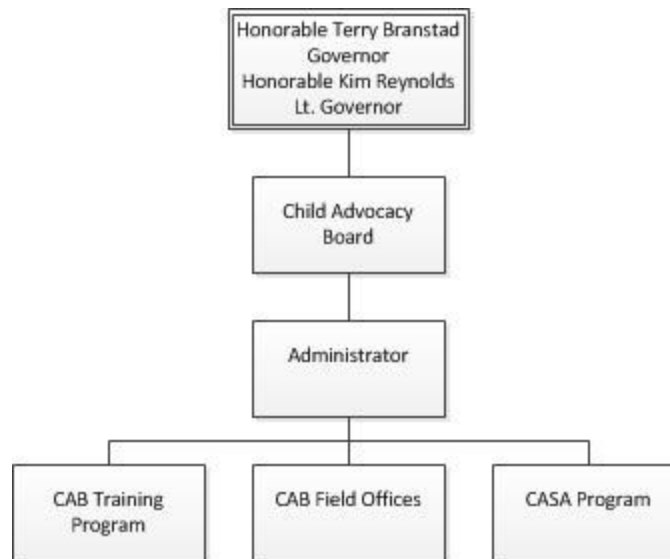 Honorable Terry Branstad
Governor
Honorable Kim Reynolds
Lt. Governor
Child Advocacy
Board
Administrator
CAB Training
Program
CAB Field Offices
CASA Program